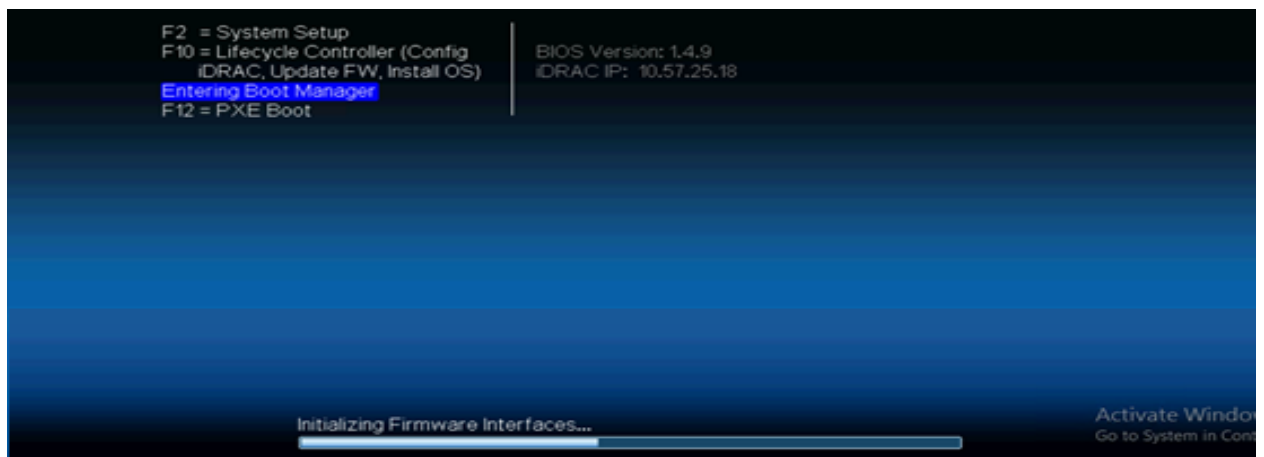 F2 = System Setup
F10 = Lifecycle Controller (Config
iDRAC, Update FW, Install OS)
Entering Boot Manager
F12 = PXE Boot
BIOS Version: 1.4.9
iDRAC IP: 10.57.25.18
Initializing Firmware Interfaces...
Activate Windo
Go to System in Cont